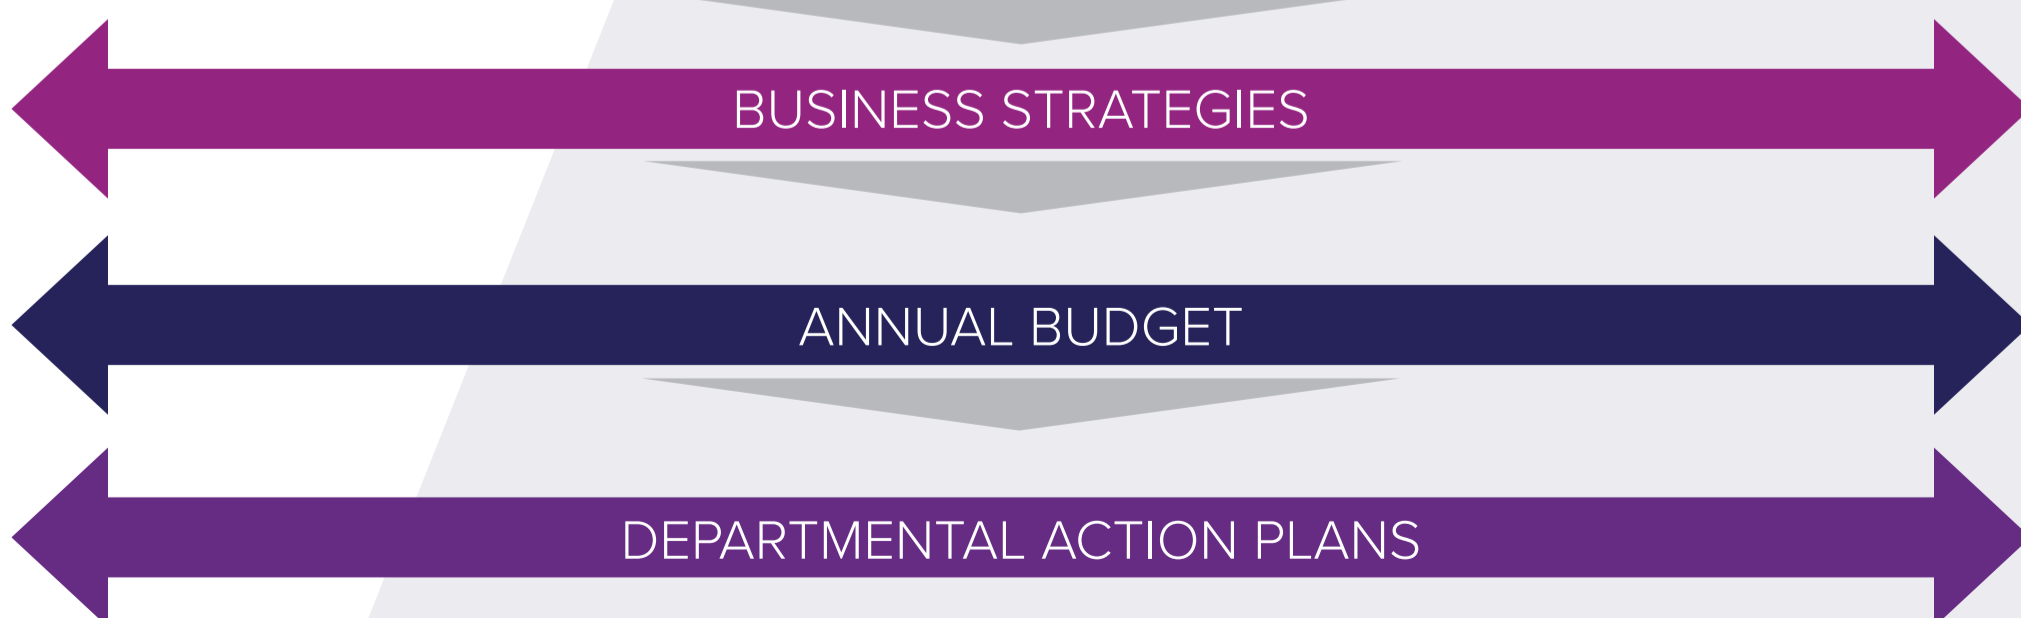 BUSINESS STRATEGIES
ANNUAL BUDGET
DEPARTMENTAL ACTION PLANS